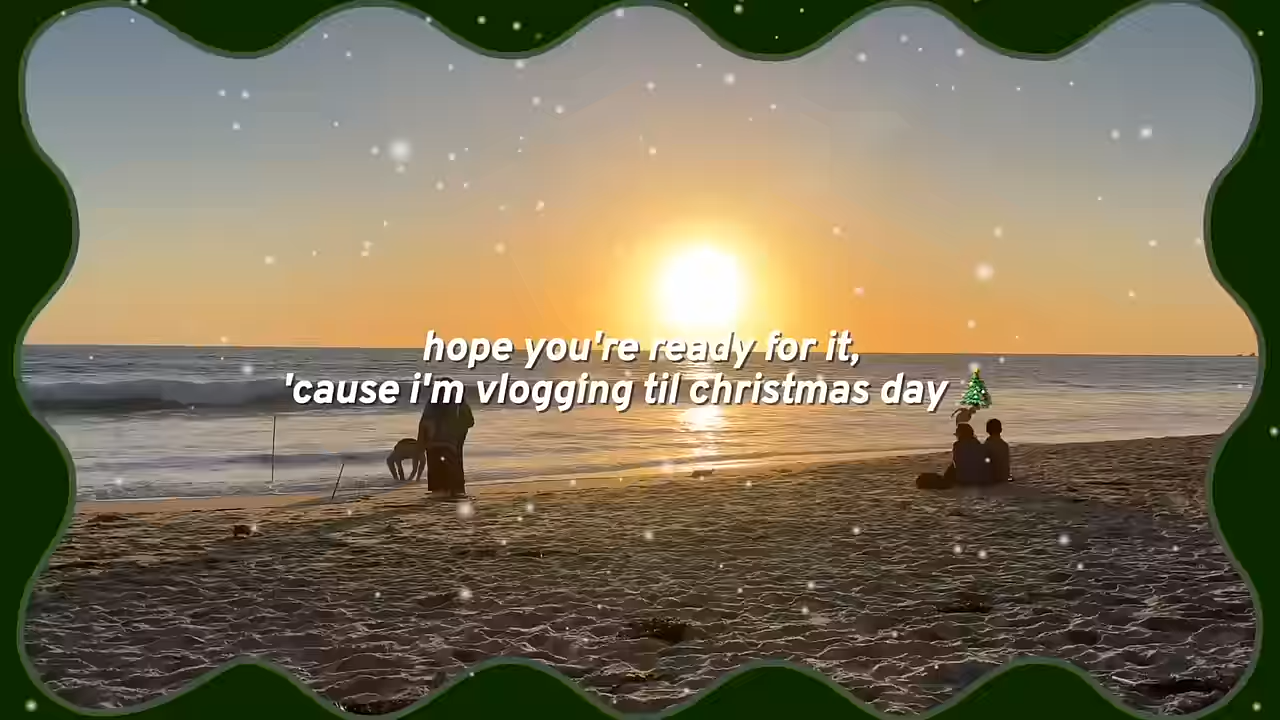 hope you're ready for it,
'cause i'm vlogging til christmas day 🎄